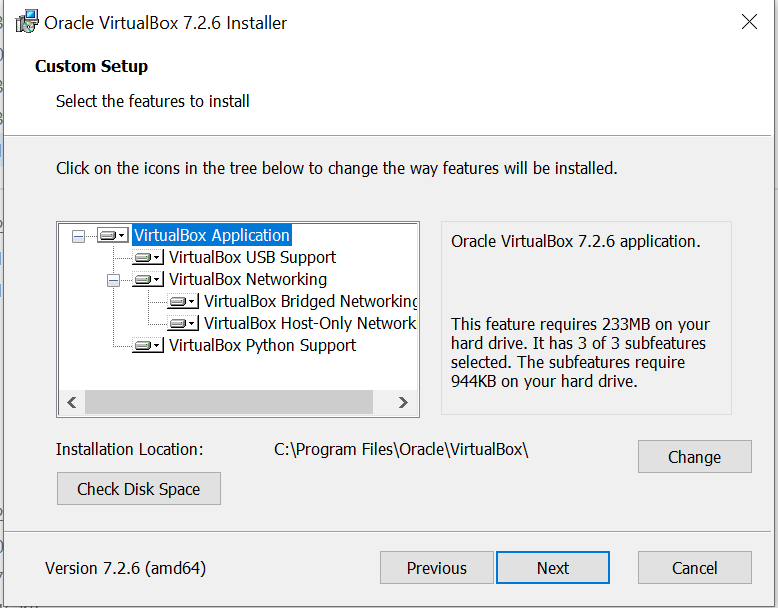 Oracle VirtualBox 7.2.6 Installer
Custom Setup
Select the features to install
Click on the icons in the tree below to change the way features will be installed.
VirtualBox Application
VirtualBox USB Support
VirtualBox Networking
VirtualBox Bridged Networking
VirtualBox Host-Only Network
VirtualBox Python Support
Oracle VirtualBox 7.2.6 application.
This feature requires 233MB on your
hard drive. It has 3 of 3 subfeatures
selected. The subfeatures require
944KB on your hard drive.
Installation Location:
C:\Program Files\Oracle\VirtualBox\
Change
Check Disk Space
Version 7.2.6 (amd64)
Previous
Next
Cancel